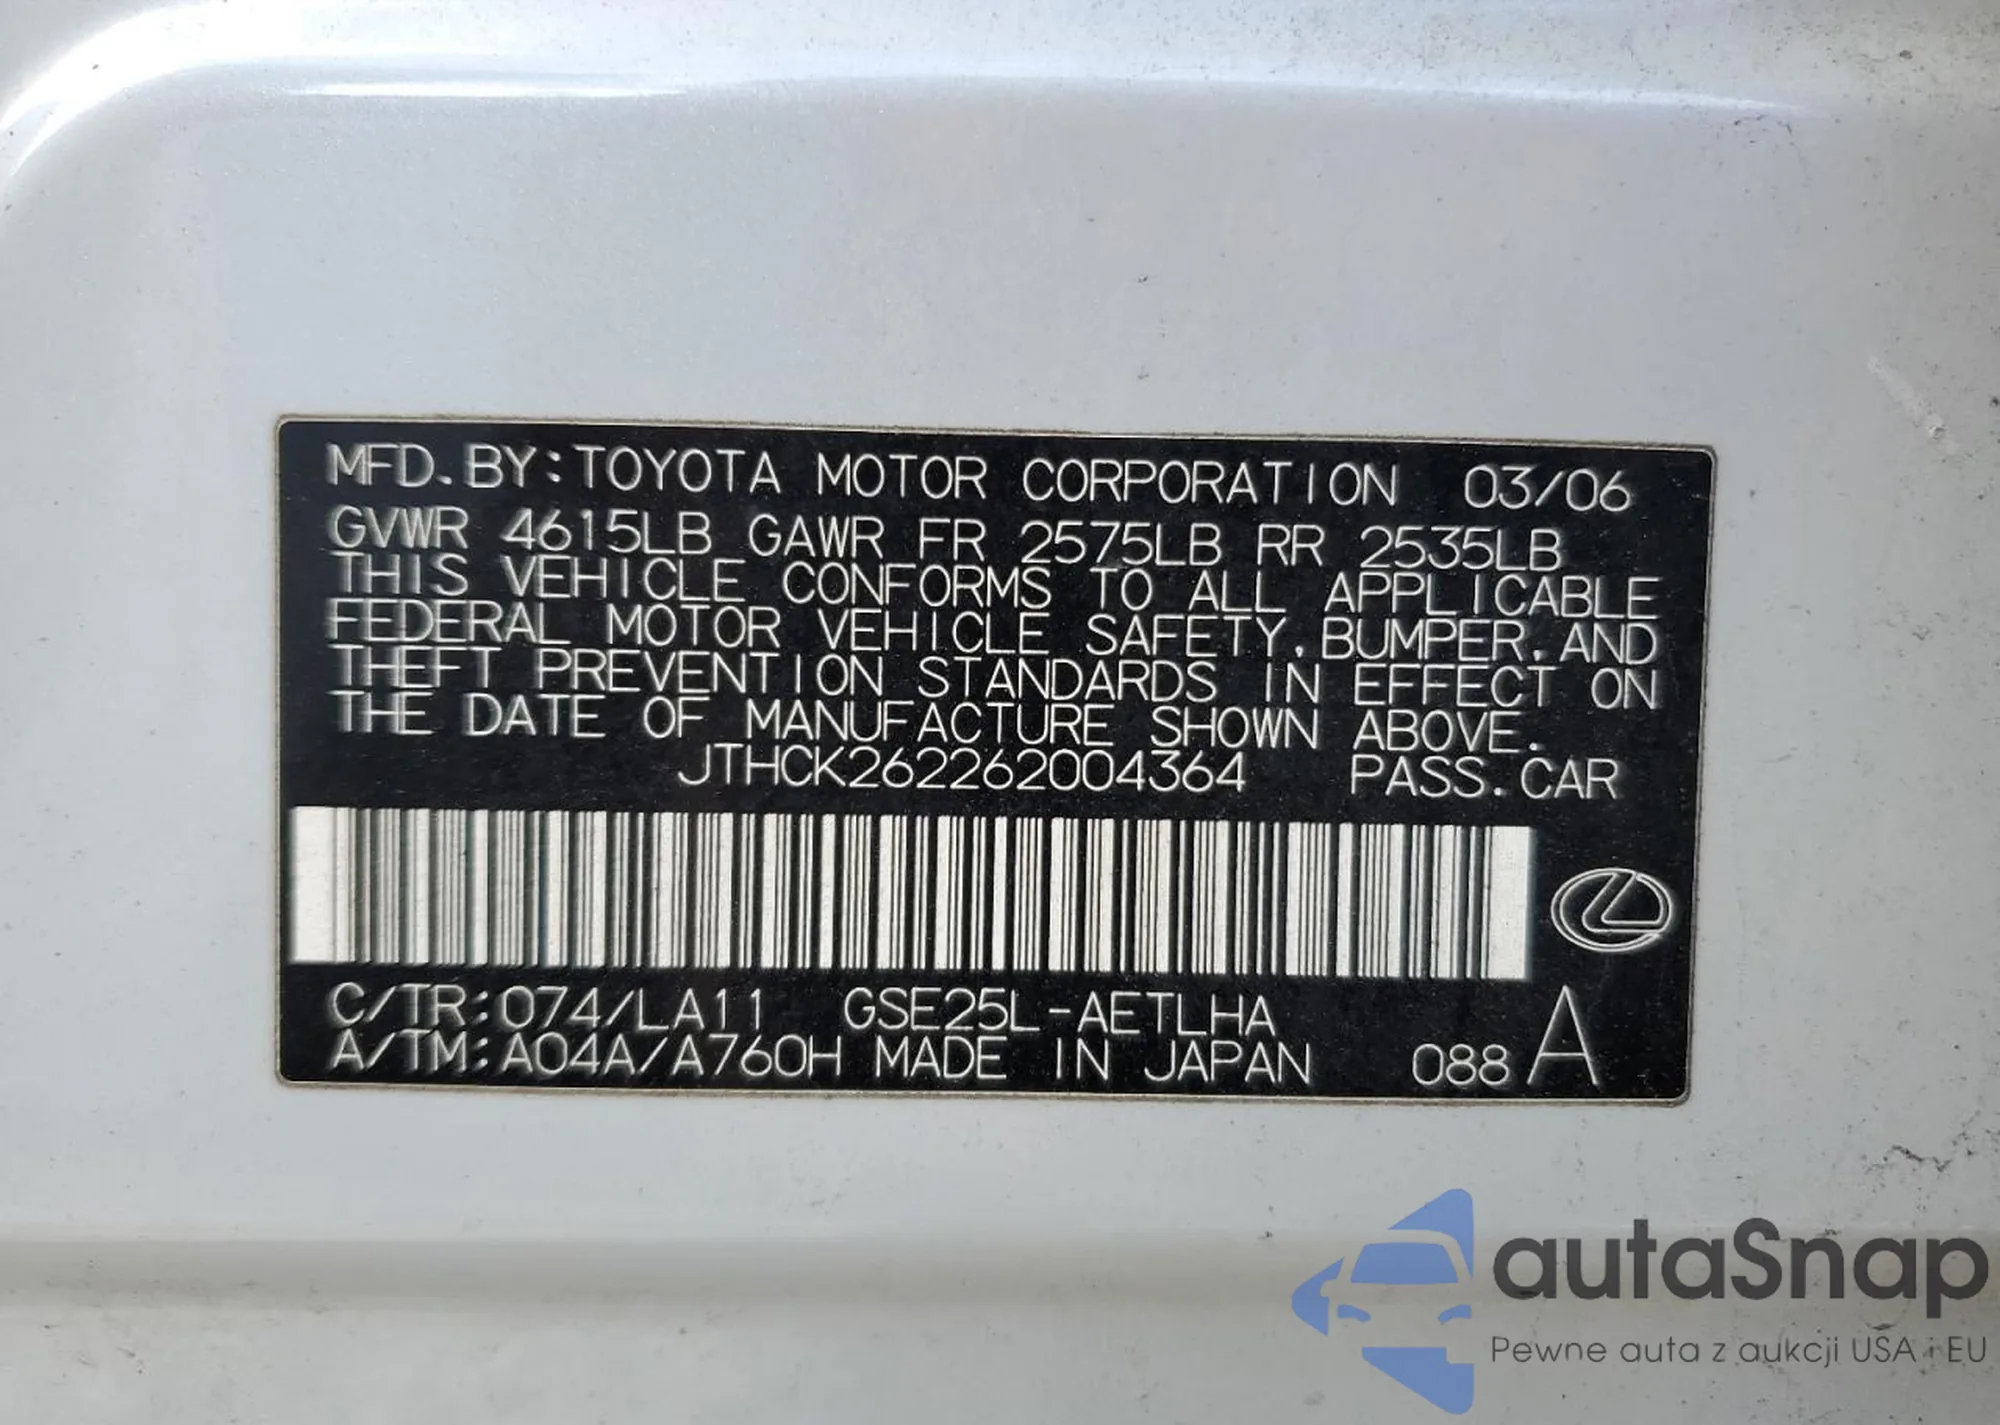 MFD.BY:TOYOTA MOTOR CORPORATION 03/06
GVWR 4615LB GAWR FR 2575LB RR 2535LB
THIS VEHICLE CONFORMS TO ALL APPLICABLE
FEDERAL MOTOR VEHICLE SAFETY,BUMPER,AND
THEFT PREVENTION STANDARDS IN EFFECT ON
THE DATE OF MANUFACTURE SHOWN ABOVE.
JTHCK262262004364 PASS.CAR
C/TR:074/LA11 GSE25L-AETLHA
A/TM:A04A/A760H MADE IN JAPAN 088 A
autaSnap
Pewne auta z aukcji USA i EU